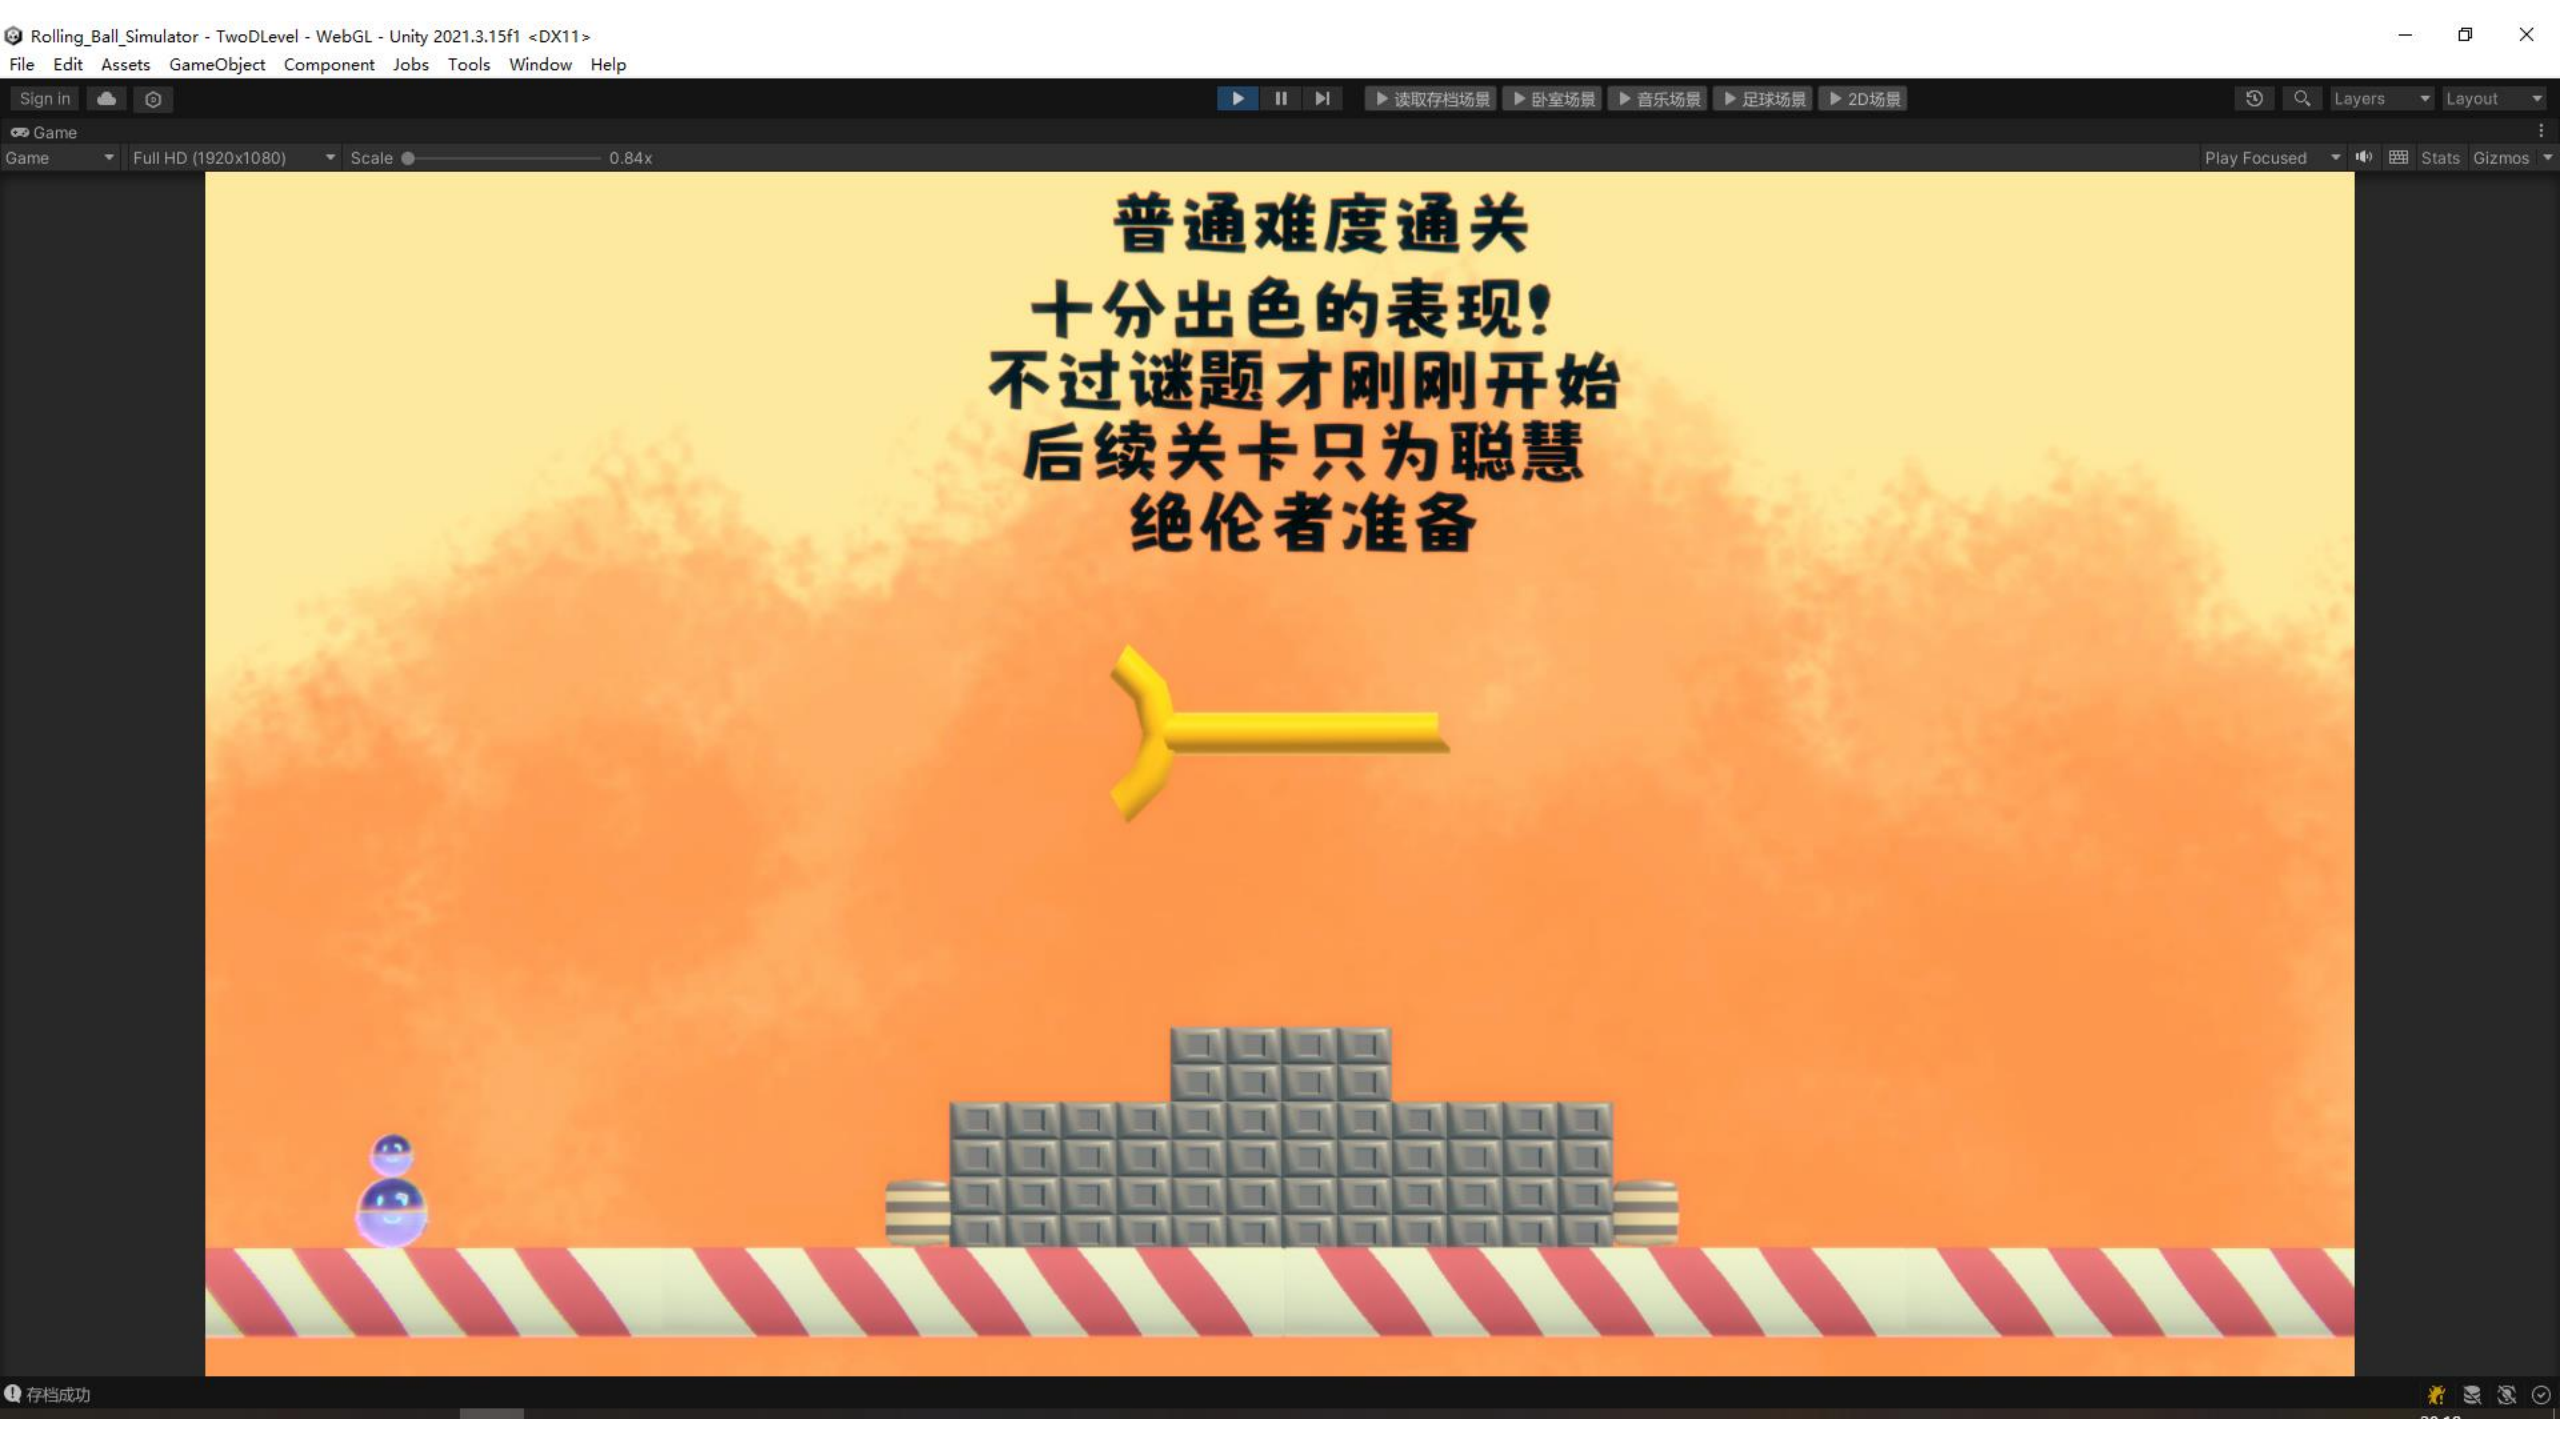 Rolling_Ball_Simulator - TwoDLevel - WebGL - Unity 2021.3.15f1 <DX11>
File Edit Assets GameObject Component Jobs Tools Window Help
Sign in 读取存档场景 卧室场景 音乐场景 足球场景 2D场景 Layers Layout
Game
Game Full HD (1920x1080) Scale 0.84x Play Focused Stats Gizmos
普通难度通关
十分出色的表现!
不过谜题才刚刚开始
后续关卡只为聪慧
绝伦者准备
存档成功